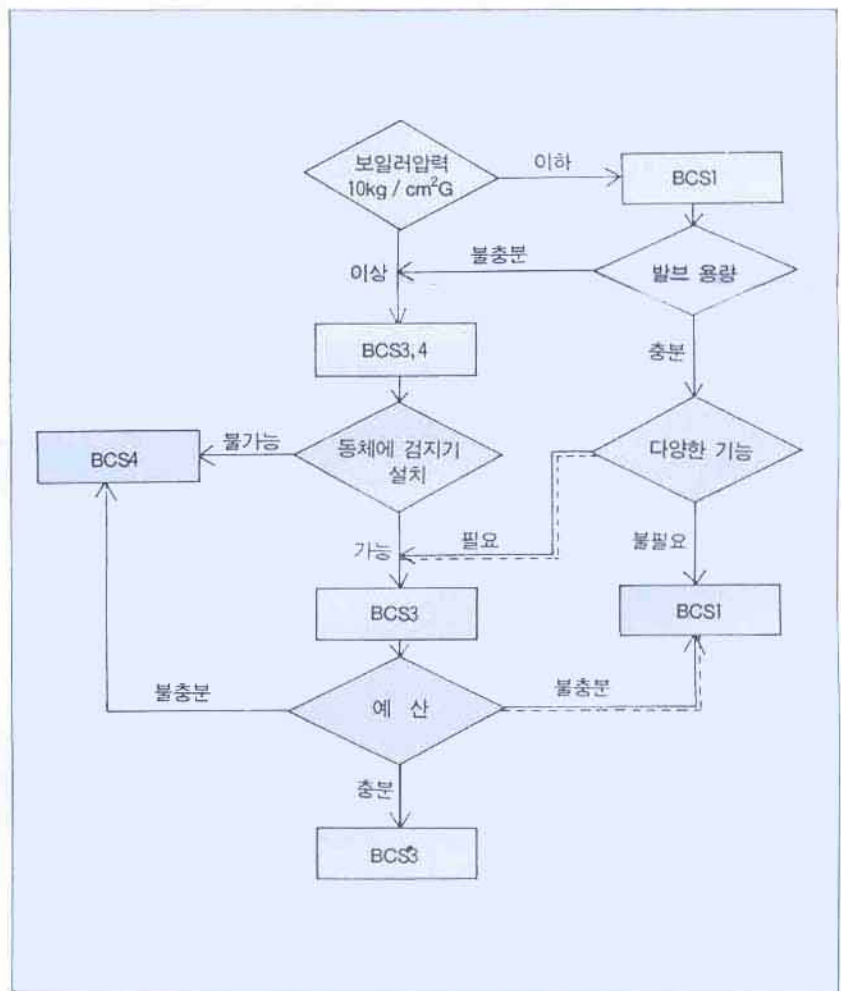 보일러압력
10kg / cm²G
이하
BCS1
이상
불충분
발브 용량
BCS3,4
충분
불가능
동체에 검지기
설치
다양한 기능
BCS4
가능
필요
불필요
BCS3
BCS1
불충분
예 산
불충분
충분
BCS3